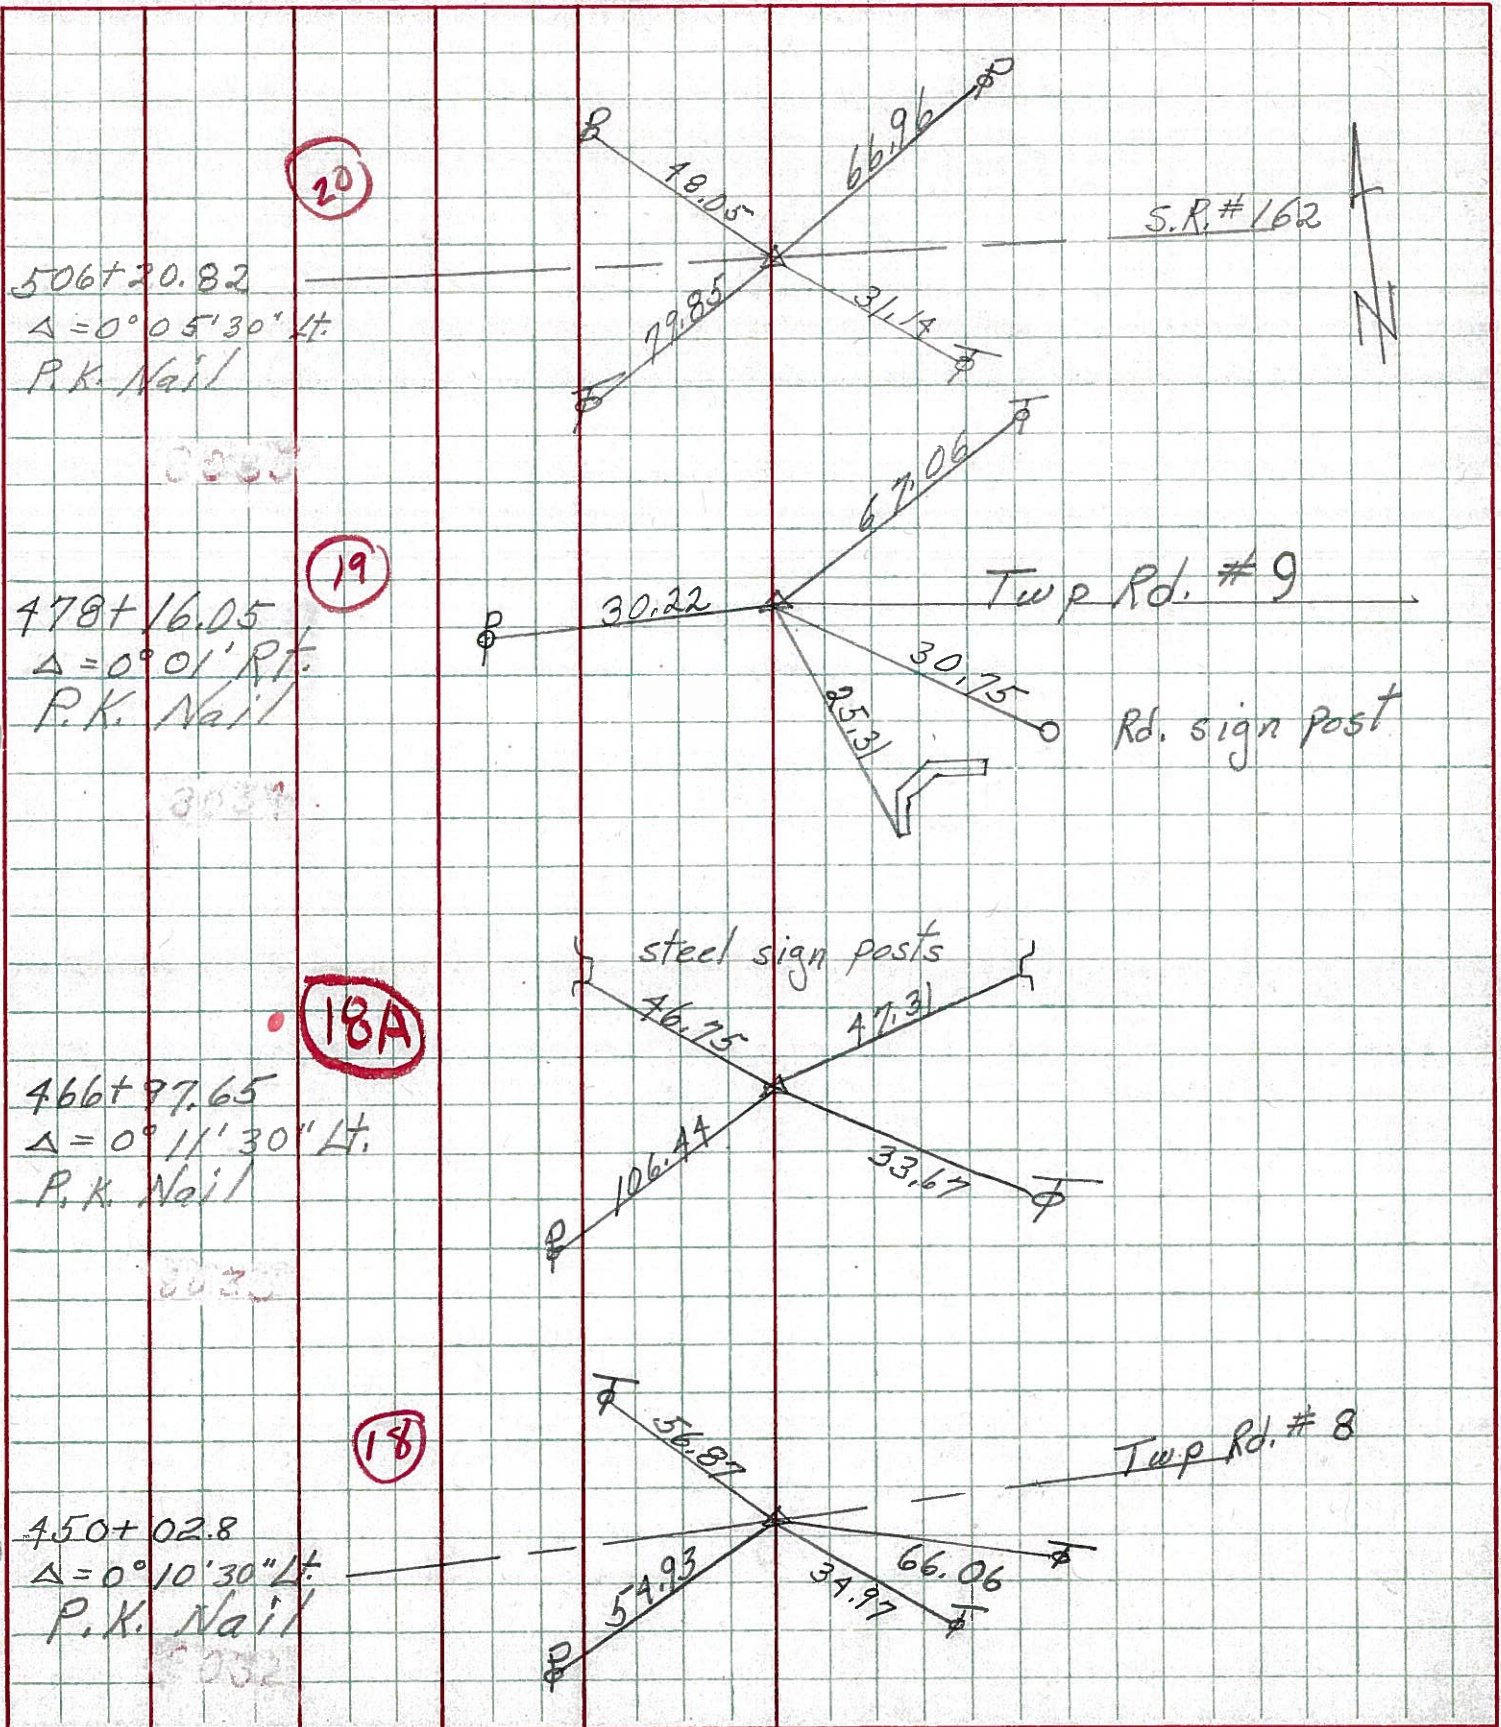 20
66.96
48.05
S.R. #162
506+20.82
79.85
31.14
Δ = 0° 05' 30" Lt.
P.K. Nail
N
67.06
19
478+16.05
30.22
Twp Rd. #9
Δ = 0° 01' Rt.
30.75
P.K. Nail
25.31
Rd. sign post
steel sign posts
18A
46.75
47.31
466+97.65
Δ = 0° 11' 30" Lt.
106.44
33.67
P.K. Nail
18
56.87
Twp Rd. # 8
450+02.8
Δ = 0° 10' 30" Lt.
54.93
34.97
66.06
P.K. Nail